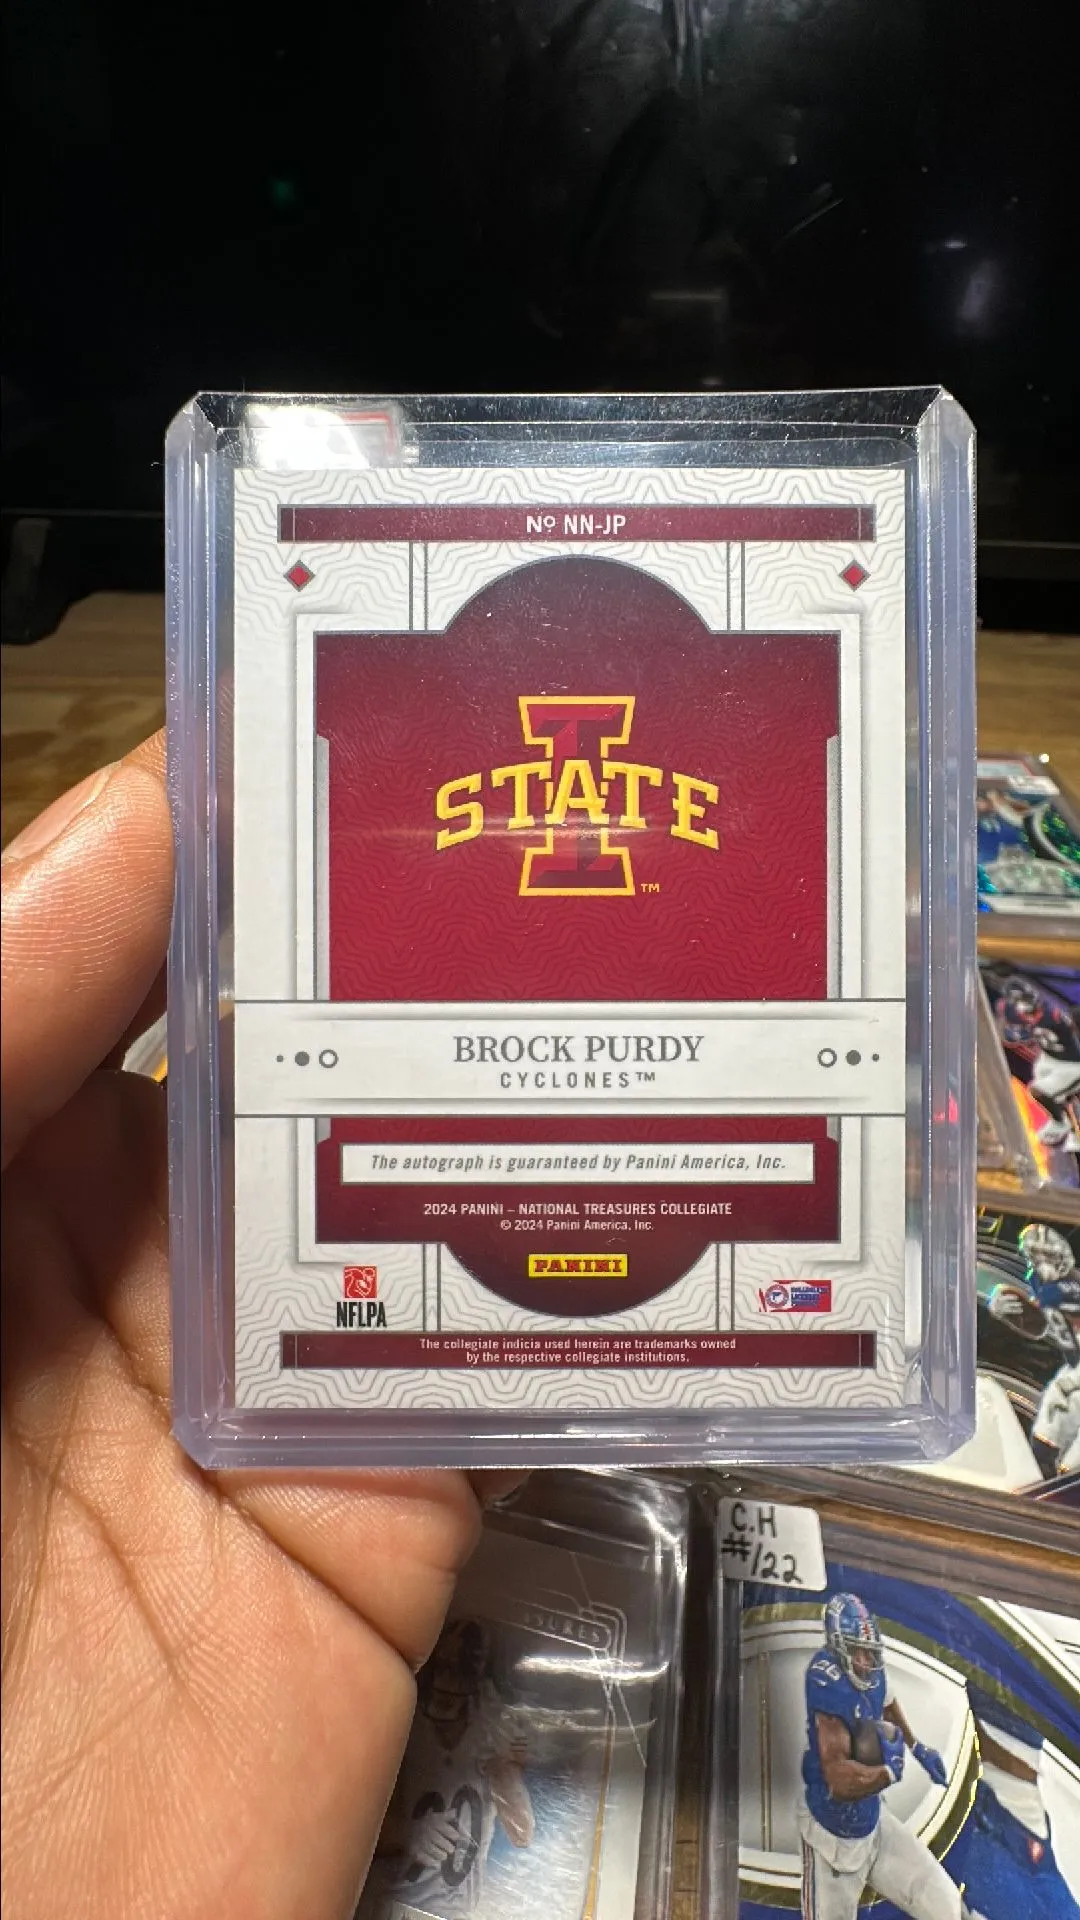 Nº NN-JP
STATE
I
TM
BROCK PURDY
CYCLONES™
The autograph is guaranteed by Panini America, Inc.
2024 PANINI – NATIONAL TREASURES COLLEGIATE
© 2024 Panini America, Inc.
PANINI
NFLPA
The collegiate indicia used herein are trademarks owned
by the respective collegiate institutions.
C.H
#/122
26